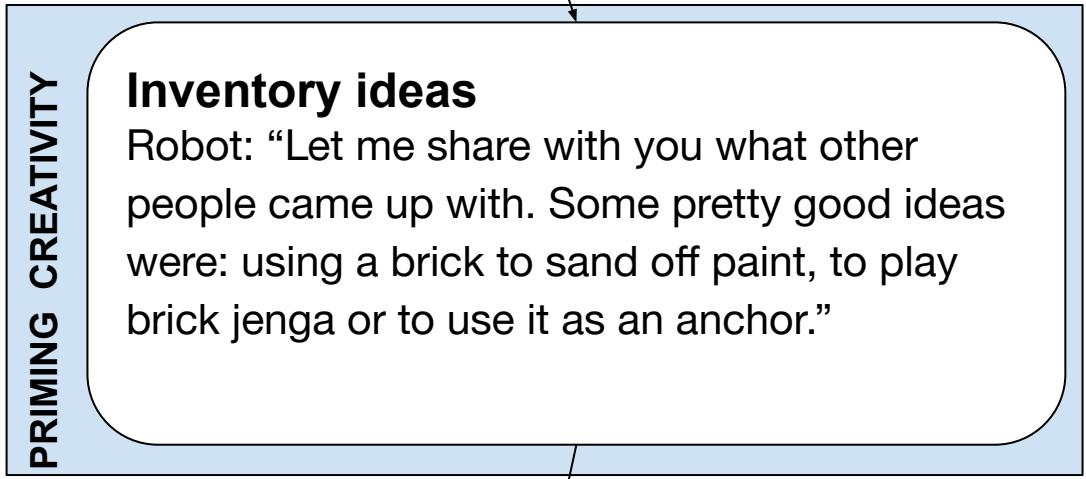 PRIMING CREATIVITY
Inventory ideas
Robot: “Let me share with you what other
people came up with. Some pretty good ideas
were: using a brick to sand off paint, to play
brick jenga or to use it as an anchor.”